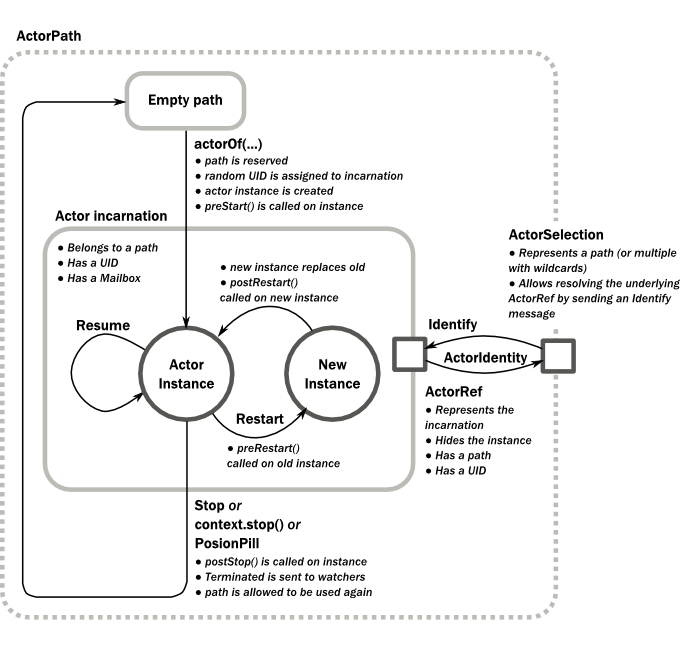 ActorPath
Empty path
actorOf(...)
● path is reserved
● random UID is assigned to incarnation
● actor instance is created
● preStart() is called on instance
Actor incarnation
● Belongs to a path
● Has a UID
● Has a Mailbox
● new instance replaces old
● postRestart()
called on new instance
Resume
Actor
Instance
New
Instance
Restart
● preRestart()
called on old instance
ActorSelection
● Represents a path (or multiple
with wildcards)
● Allows resolving the underlying
ActorRef by sending an Identify
message
Identify
ActorIdentity
ActorRef
● Represents the
incarnation
● Hides the instance
● Has a path
● Has a UID
Stop or
context.stop() or
PosionPill
● postStop() is called on instance
● Terminated is sent to watchers
● path is allowed to be used again